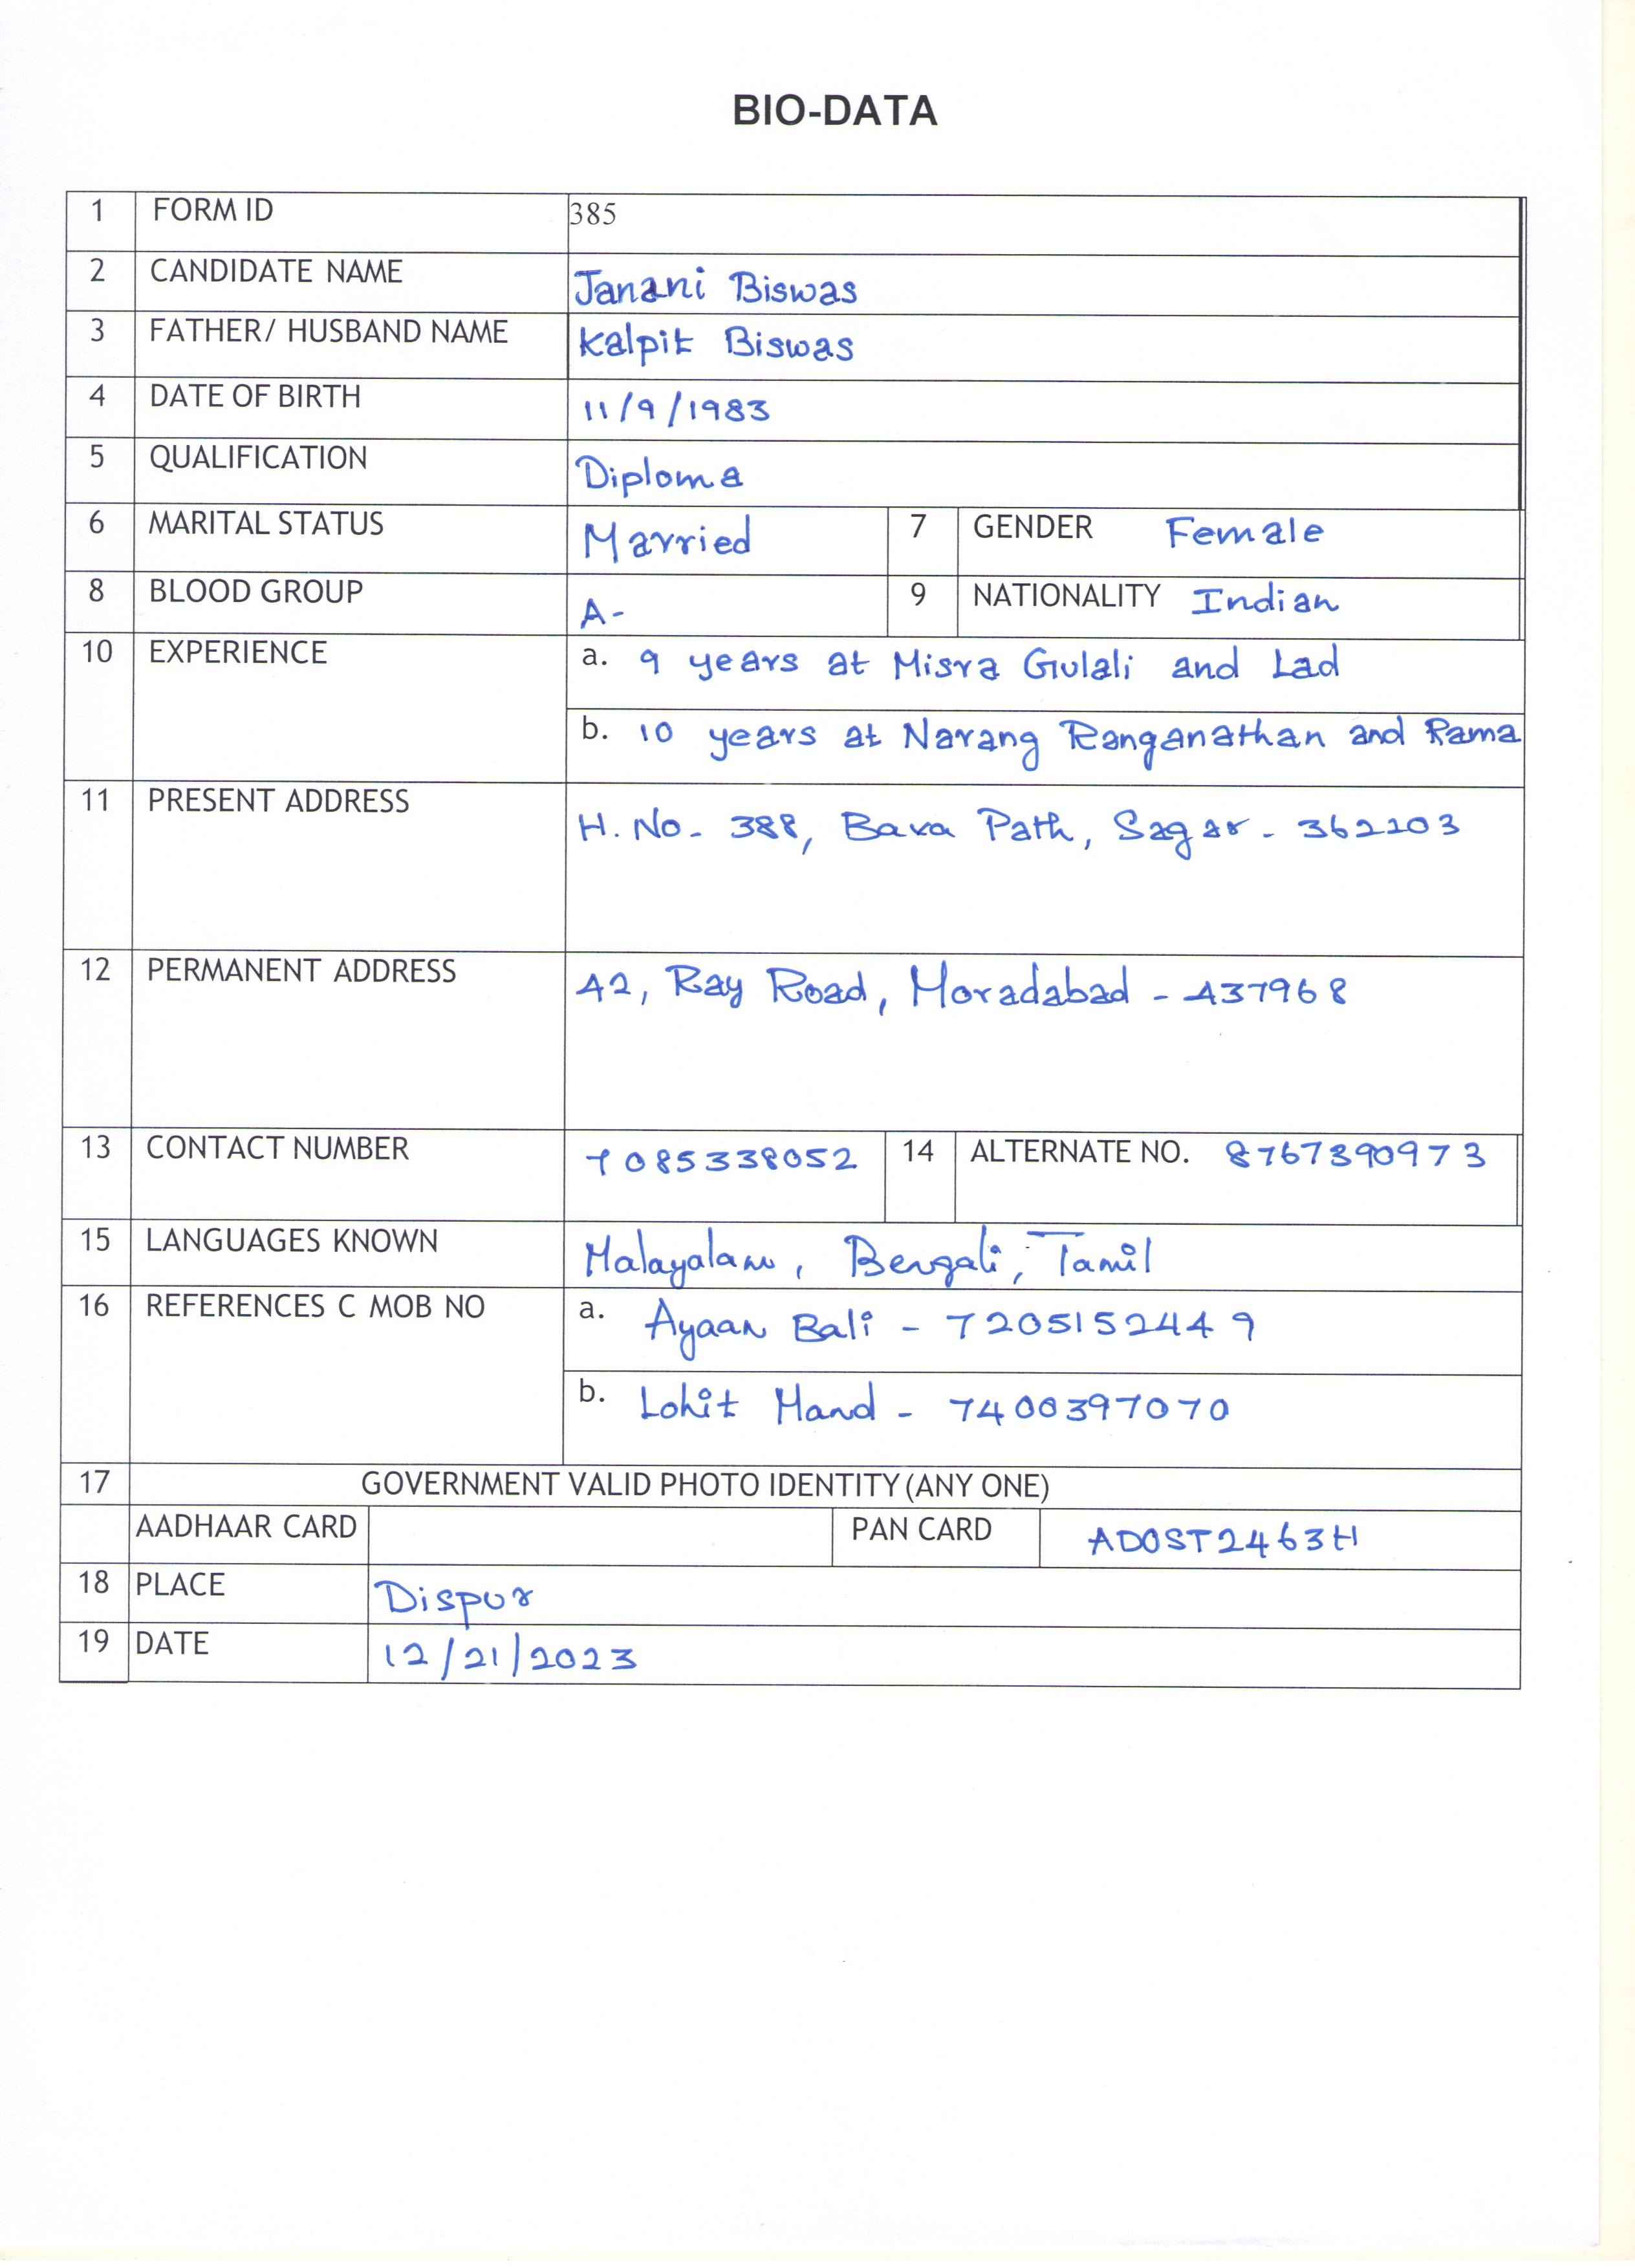 BIO-DATA
1 FORM ID 385
2 CANDIDATE NAME Janani Biswas
3 FATHER/ HUSBAND NAME Kalpit Biswas
4 DATE OF BIRTH 11/9/1983
5 QUALIFICATION Diploma
6 MARITAL STATUS Married 7 GENDER Female
8 BLOOD GROUP A- 9 NATIONALITY Indian
10 EXPERIENCE a. 9 years at Misra Gulali and Lad
b. 10 years at Narang Ranganathan and Rama
11 PRESENT ADDRESS H. No- 388, Bava Path, Sagar - 362203
12 PERMANENT ADDRESS 42, Ray Road, Moradabad - 437968
13 CONTACT NUMBER 7085338052 14 ALTERNATE NO. 8767390973
15 LANGUAGES KNOWN Malayalam, Bengali, Tamil
16 REFERENCES C MOB NO a. Ayaan Bali - 7205152449
b. Lohit Mand - 7400397070
17 GOVERNMENT VALID PHOTO IDENTITY (ANY ONE)
AADHAAR CARD PAN CARD ADOST2463H
18 PLACE Dispur
19 DATE 12/21/2023